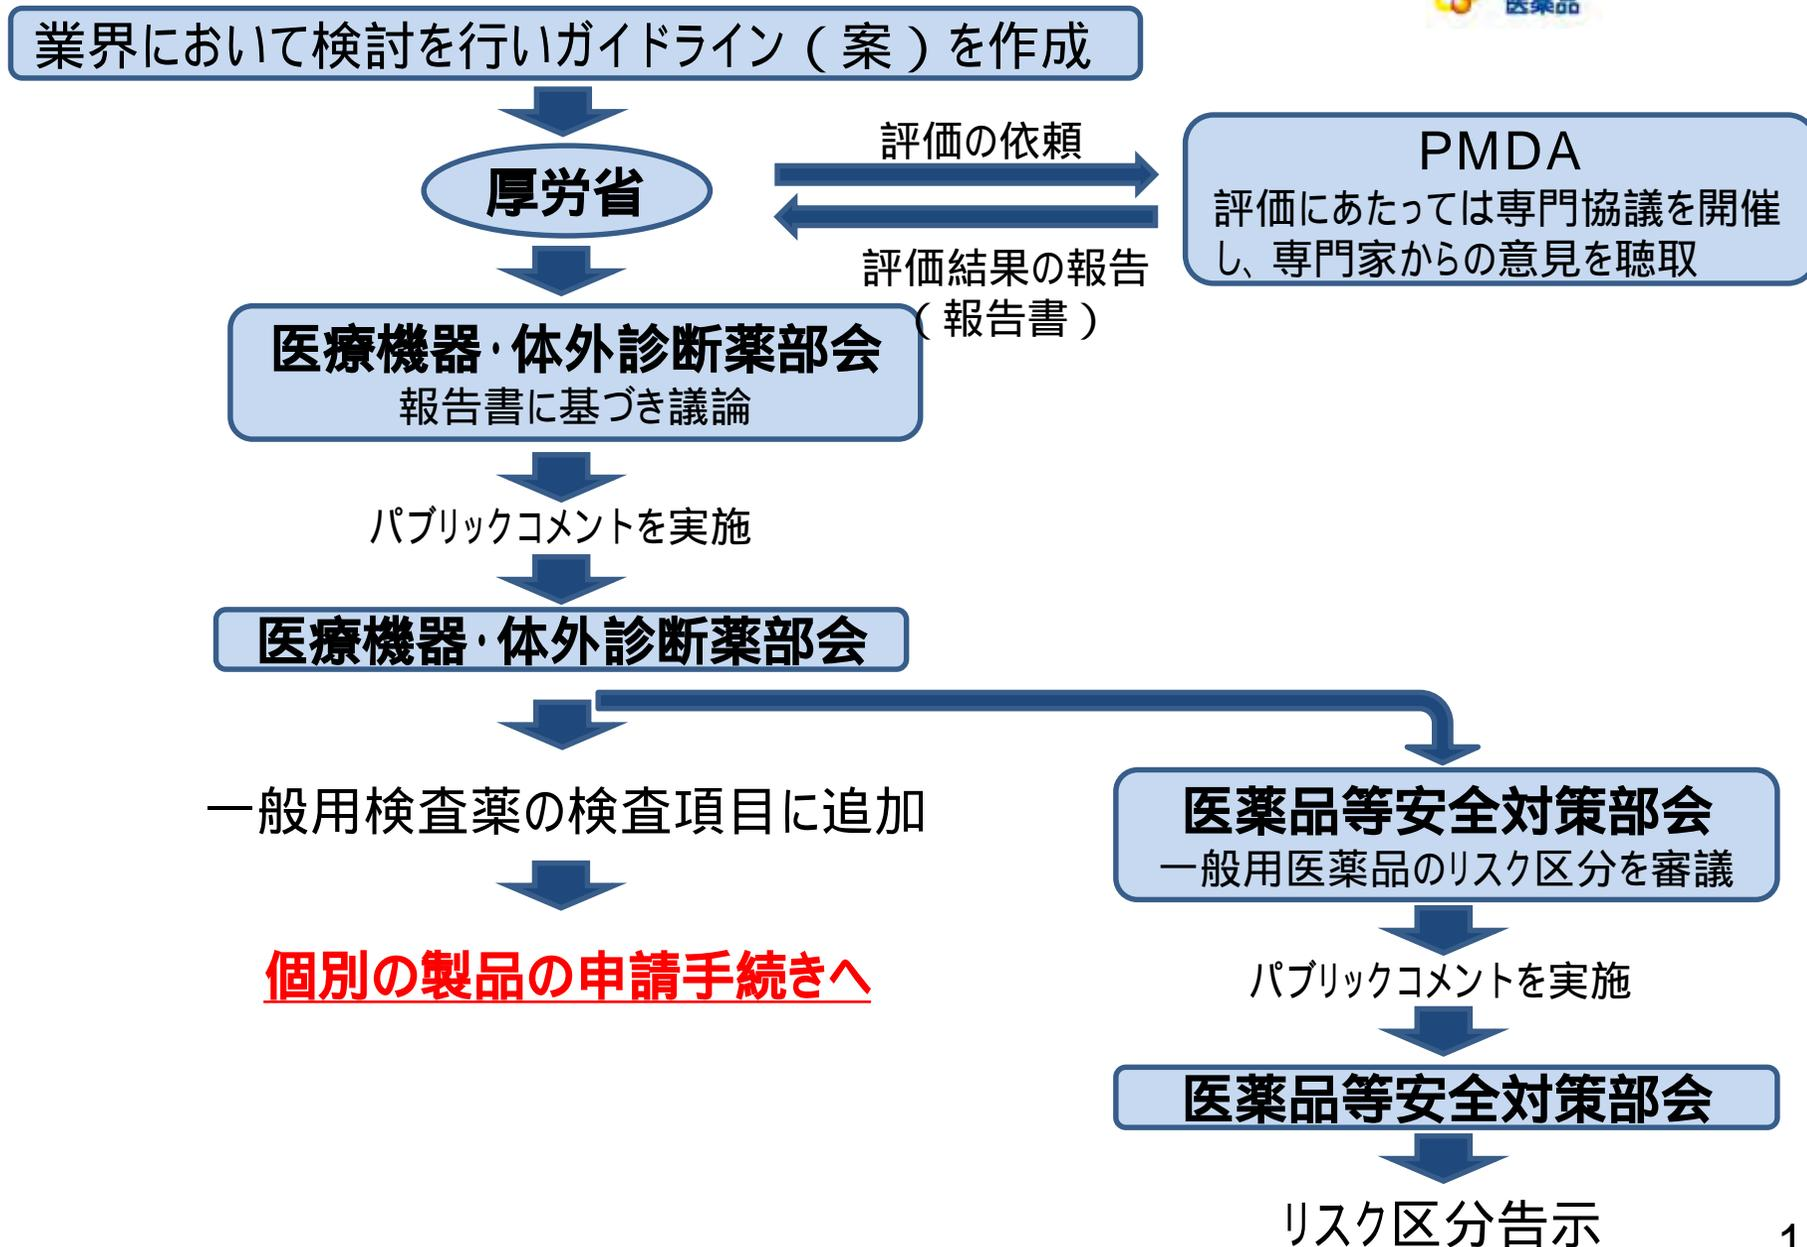 医薬品
業界において検討を行いガイドライン（案）を作成
厚労省
評価の依頼
評価結果の報告
（報告書）
PMDA
評価にあたっては専門協議を開催
し、専門家からの意見を聴取
医療機器・体外診断薬部会
報告書に基づき議論
パブリックコメントを実施
医療機器・体外診断薬部会
一般用検査薬の検査項目に追加
個別の製品の申請手続きへ
医薬品等安全対策部会
一般用医薬品のリスク区分を審議
パブリックコメントを実施
医薬品等安全対策部会
リスク区分告示
1